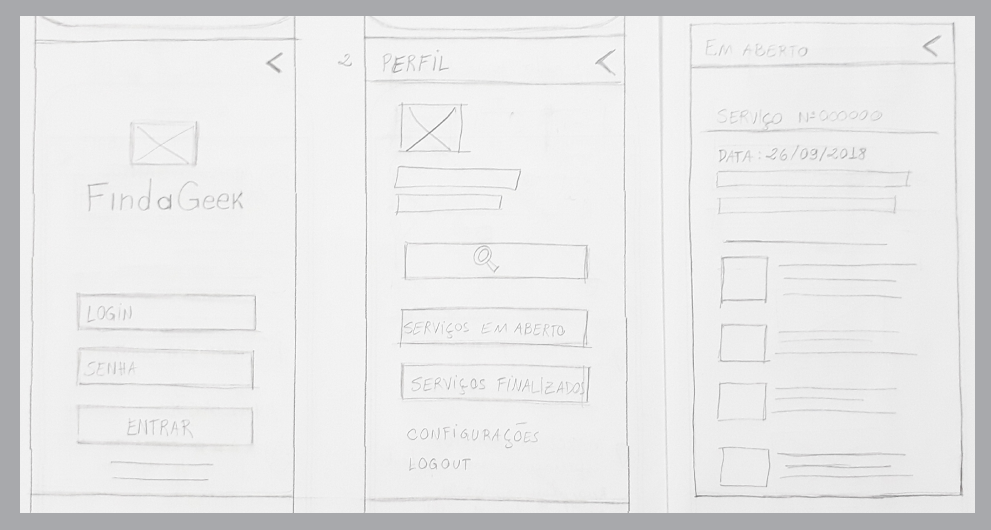 FindaGeek
LOGIN
SENHA
ENTRAR
2
PERFIL
SERVIÇOS EM ABERTO
SERVIÇOS FINALIZADOS
CONFIGURAÇÕES
LOGOUT
EM ABERTO
SERVIÇO Nº000000
DATA: 26/09/2018